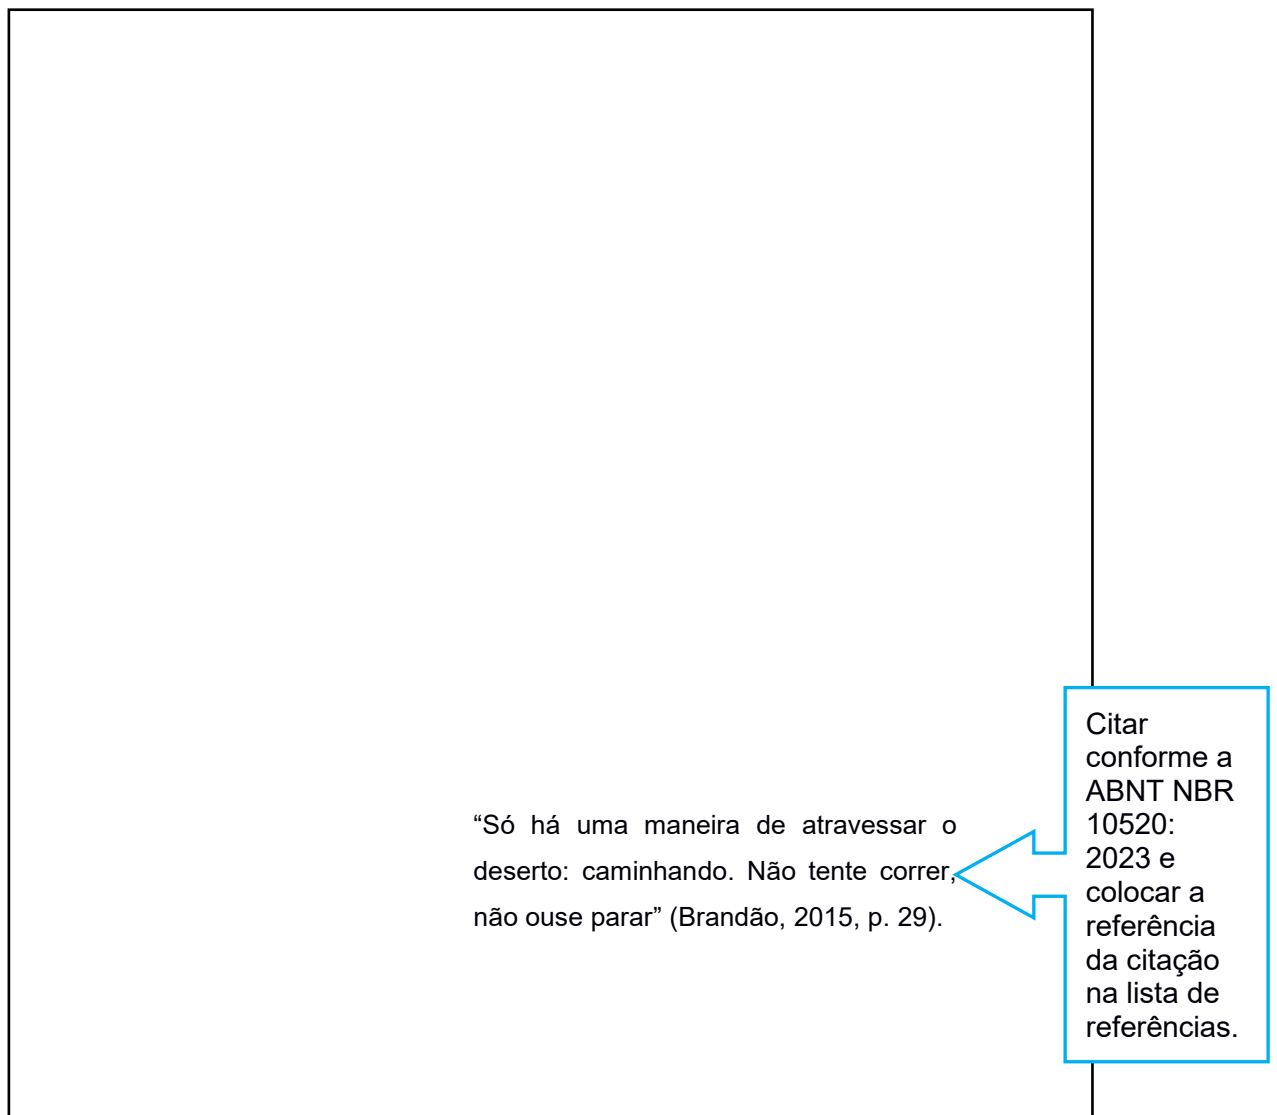 “Só há uma maneira de atravessar o
deserto: caminhando. Não tente correr,
não ouse parar” (Brandão, 2015, p. 29).
Citar
conforme a
ABNT NBR
10520:
2023 e
colocar a
referência
da citação
na lista de
referências.